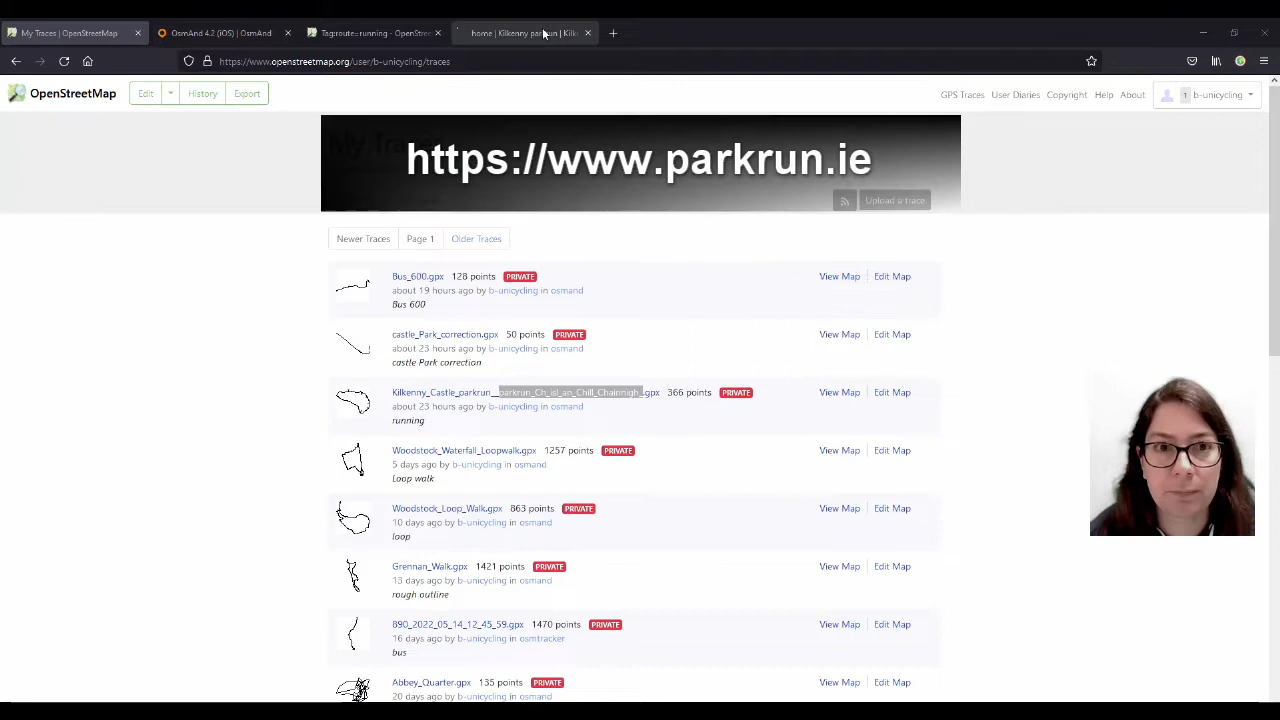 My Traces | OpenStreetMap
OsmAnd 4.2 (iOS) | OsmAnd
Tag:route=running - OpenStree
home | Kilkenny parkrun | Kilk
https://www.openstreetmap.org/user/b-unicycling/traces
OpenStreetMap
Edit
History
Export
GPS Traces
User Diaries
Copyright
Help
About
1 b-unicycling
My Traces
https://www.parkrun.ie
Upload a trace
Newer Traces
Page 1
Older Traces
Bus_600.gpx 128 points PRIVATE
View Map
Edit Map
about 19 hours ago by b-unicycling in osmand
Bus 600
castle_Park_correction.gpx 50 points PRIVATE
View Map
Edit Map
about 23 hours ago by b-unicycling in osmand
castle Park correction
Kilkenny_Castle_parkrun__parkrun_Ch_isl_an_Chill_Chainnigh_.gpx 366 points PRIVATE
View Map
Edit Map
about 23 hours ago by b-unicycling in osmand
running
Woodstock_Waterfall_Loopwalk.gpx 1257 points PRIVATE
View Map
Edit Map
5 days ago by b-unicycling in osmand
Loop walk
Woodstock_Loop_Walk.gpx 863 points PRIVATE
View Map
Edit Map
10 days ago by b-unicycling in osmand
loop
Grennan_Walk.gpx 1421 points PRIVATE
View Map
Edit Map
13 days ago by b-unicycling in osmand
rough outline
890_2022_05_14_12_45_59.gpx 1470 points PRIVATE
View Map
Edit Map
16 days ago by b-unicycling in osmtracker
bus
Abbey_Quarter.gpx 135 points PRIVATE
View Map
Edit Map
20 days ago by b-unicycling in osmand